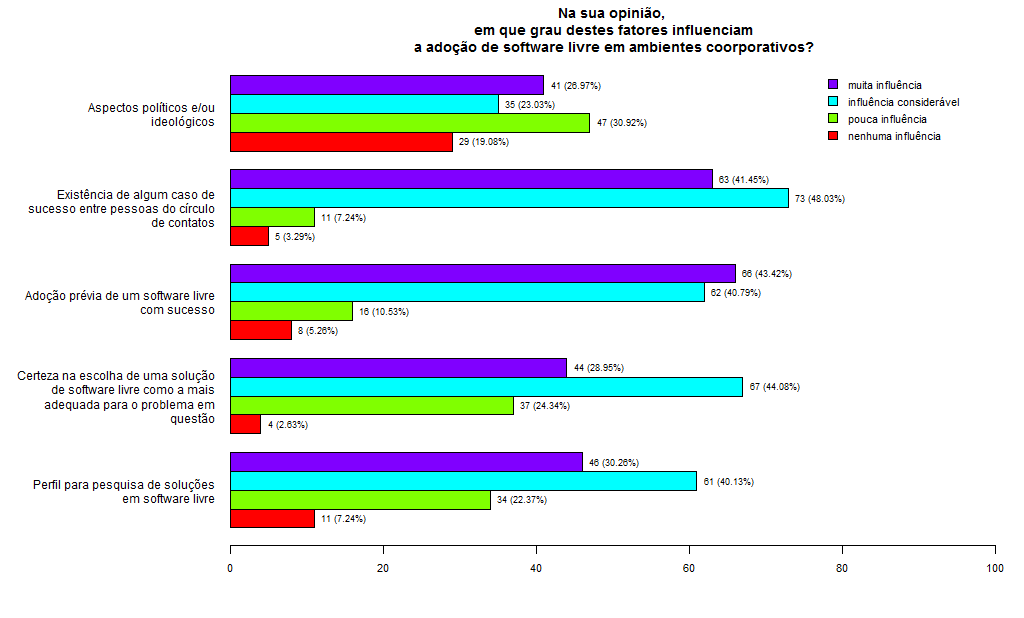 Na sua opinião,
em que grau destes fatores influenciam
a adoção de software livre em ambientes coorporativos?
muita influência
influência considerável
pouca influência
nenhuma influência
Aspectos políticos e/ou
ideológicos
41 (26.97%)
35 (23.03%)
47 (30.92%)
29 (19.08%)
Existência de algum caso de
sucesso entre pessoas do círculo
de contatos
63 (41.45%)
73 (48.03%)
11 (7.24%)
5 (3.29%)
Adoção prévia de um software livre
com sucesso
66 (43.42%)
62 (40.79%)
16 (10.53%)
8 (5.26%)
Certeza na escolha de uma solução
de software livre como a mais
adequada para o problema em
questão
44 (28.95%)
67 (44.08%)
37 (24.34%)
4 (2.63%)
Perfil para pesquisa de soluções
em software livre
46 (30.26%)
61 (40.13%)
34 (22.37%)
11 (7.24%)
0 20 40 60 80 100